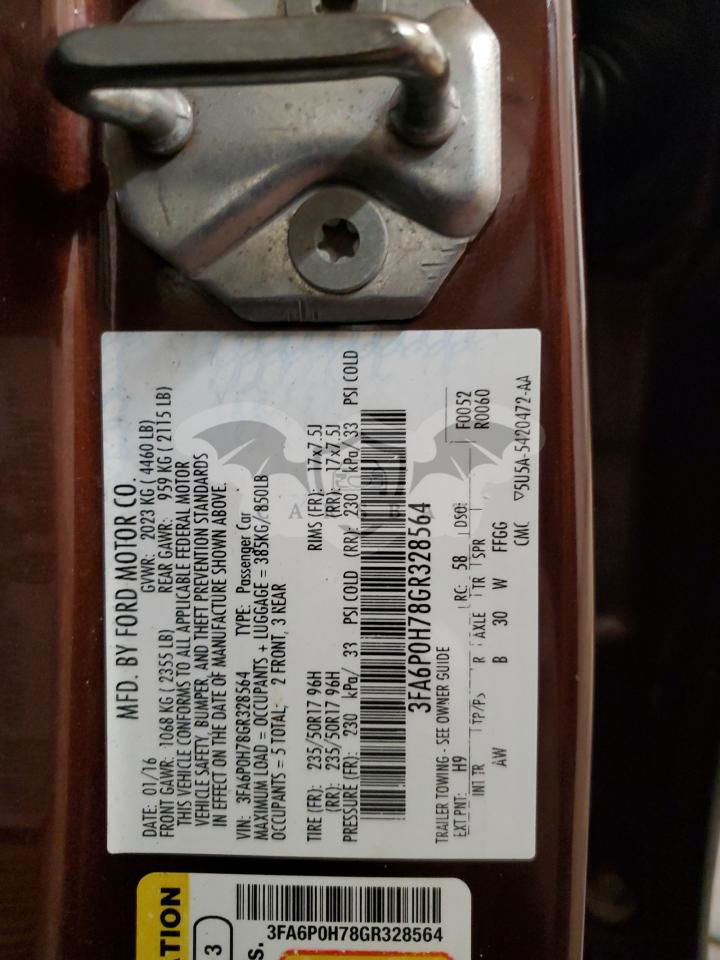 MFD. BY FORD MOTOR CO.
DATE: 01/16 GVWR: 2023 KG ( 4460 LB)
FRONT GAWR: 1068 KG ( 2355 LB) REAR GAWR: 959 KG ( 2115 LB)
THIS VEHICLE CONFORMS TO ALL APPLICABLE FEDERAL MOTOR
VEHICLE SAFETY, BUMPER, AND THEFT PREVENTION STANDARDS
IN EFFECT ON THE DATE OF MANUFACTURE SHOWN ABOVE.
VIN: 3FA6P0H78GR328564 TYPE: Passenger Car
MAXIMUM LOAD = OCCUPANTS + LUGGAGE = 385KG/850LB
OCCUPANTS = 5 TOTAL: 2 FRONT, 3 REAR
TIRE (FR): 235/50R17 96H RIMS (FR): 17x7.5J
(RR): 235/50R17 96H (RR): 17x7.5J
PRESSURE (FR): 230 kPa/ 33 PSI COLD (RR): 230 kPa/ 33 PSI COLD
3FA6P0H78GR328564
TRAILER TOWING - SEE OWNER GUIDE
EXT PNT: H9 RC: 58 DSO: F0052
R0060
INT TR TP/PS R AXLE TR SPR
AW B 30 W FFGG
CMC ▽5U5A-5420472-AA
3FA6P0H78GR328564
3